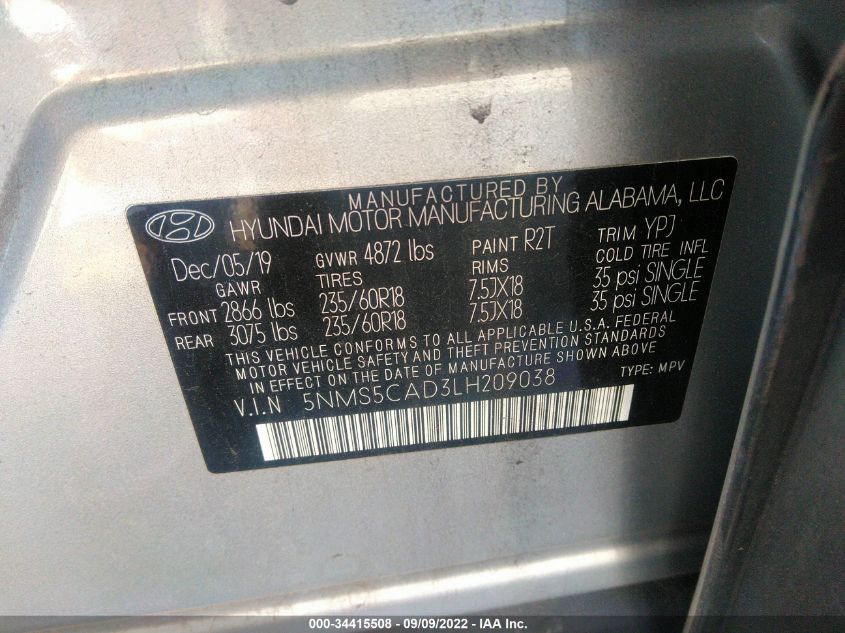 MANUFACTURED BY
HYUNDAI MOTOR MANUFACTURING ALABAMA, LLC
Dec/05/19 GVWR 4872 lbs PAINT R2T TRIM YPJ
GAWR TIRES RIMS COLD TIRE INFL
FRONT 2866 lbs 235/60R18 7.5JX18 35 psi SINGLE
REAR 3075 lbs 235/60R18 7.5JX18 35 psi SINGLE
THIS VEHICLE CONFORMS TO ALL APPLICABLE U.S.A. FEDERAL
MOTOR VEHICLE SAFETY AND THEFT PREVENTION STANDARDS
IN EFFECT ON THE DATE OF MANUFACTURE SHOWN ABOVE
V.I.N 5NMS5CAD3LH209038 TYPE: MPV
000-34415508 - 09/09/2022 - © IAA Inc.